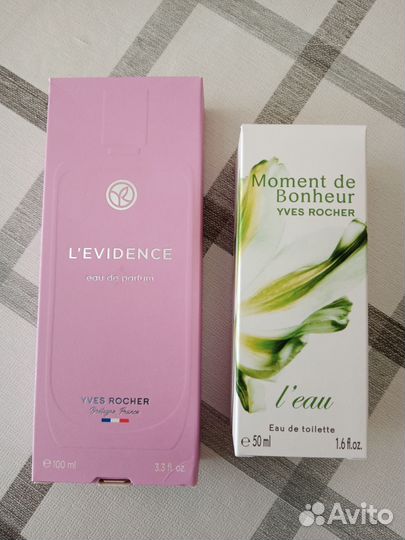 L'EVIDENCE
eau de parfum
YVES ROCHER
Bretagne, France
℮ 100 ml 3.3 fl. oz.
Moment de
Bonheur
YVES ROCHER
l'eau
Eau de toilette
℮ 50 ml 1.6 fl.oz.
Avito